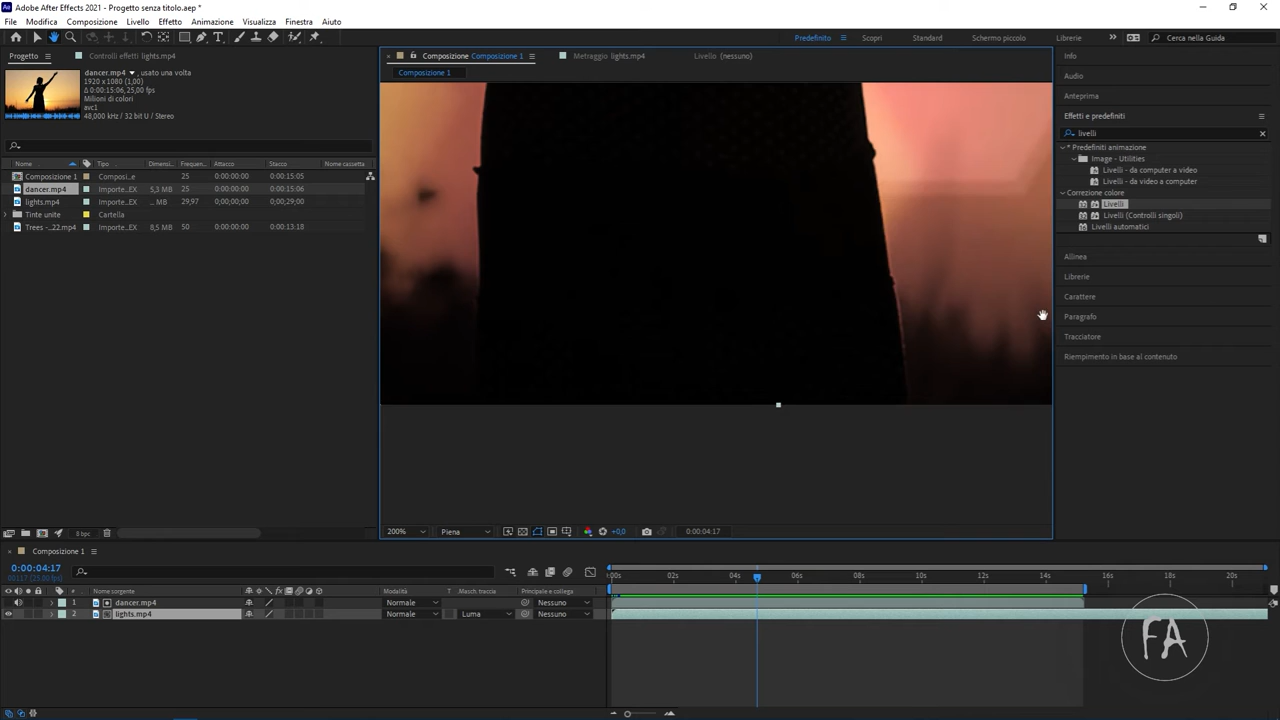 Adobe After Effects 2021 - Progetto senza titolo.aep *
File Modifica Composizione Livello Effetto Animazione Visualizza Finestra Aiuto
Predefinito Scopri Standard Schermo piccolo Librerie Cerca nella Guida
Progetto Controlli effetti lights.mp4
Composizione Composizione 1 Metraggio lights.mp4 Livello (nessuno)
Composizione 1
dancer.mp4 , usato una volta
1920 x 1080 (1,00)
Δ 0:00:15:06, 25,00 fps
Milioni di colori
avc1
48,000 kHz / 32 bit U / Stereo
Nome Tipo Dimensi... Frequen... Attacco Stacco Nome cassetta
Composizione 1 Composi...e 25 0:00:00:00 0:00:15:05
dancer.mp4 Importe...EX 5,3 MB 25 0:00:00:00 0:00:15:06
lights.mp4 Importe...EX ... MB 29,97 0;00;00;00 0;00;29;00
Tinte unite Cartella
Trees -...22.mp4 Importe...EX 8,5 MB 50 0:00:00:00 0:00:13:18
8 bpc
200% Piena +0,0 0:00:04:17
Info
Audio
Anteprima
Effetti e predefiniti
livelli
* Predefiniti animazione
Image - Utilities
Livelli - da computer a video
Livelli - da video a computer
Correzione colore
Livelli
Livelli (Controlli singoli)
Livelli automatici
Allinea
Librerie
Carattere
Paragrafo
Tracciatore
Riempimento in base al contenuto
Composizione 1
0:00:04:17
00117 (25.00 fps)
# Nome sorgente Modalità T Masch. traccia Principale e collega
:00s 02s 04s 06s 08s 10s 12s 14s 16s 18s 20s
1 dancer.mp4 Normale Nessuno
2 lights.mp4 Normale Luma Nessuno
FA